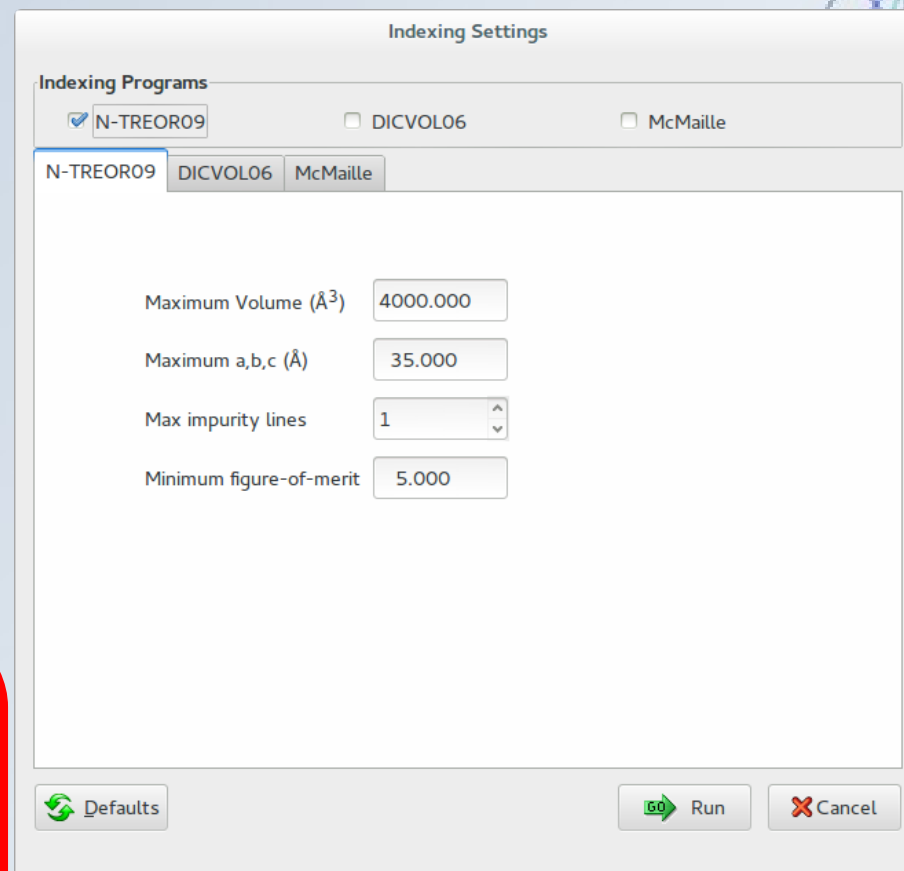 Indexing Settings
Indexing Programs
N-TREOR09 DICVOL06 McMaille
N-TREOR09 DICVOL06 McMaille
Maximum Volume (Å³) 4000.000
Maximum a,b,c (Å) 35.000
Max impurity lines 1
Minimum figure-of-merit 5.000
Defaults GO Run Cancel